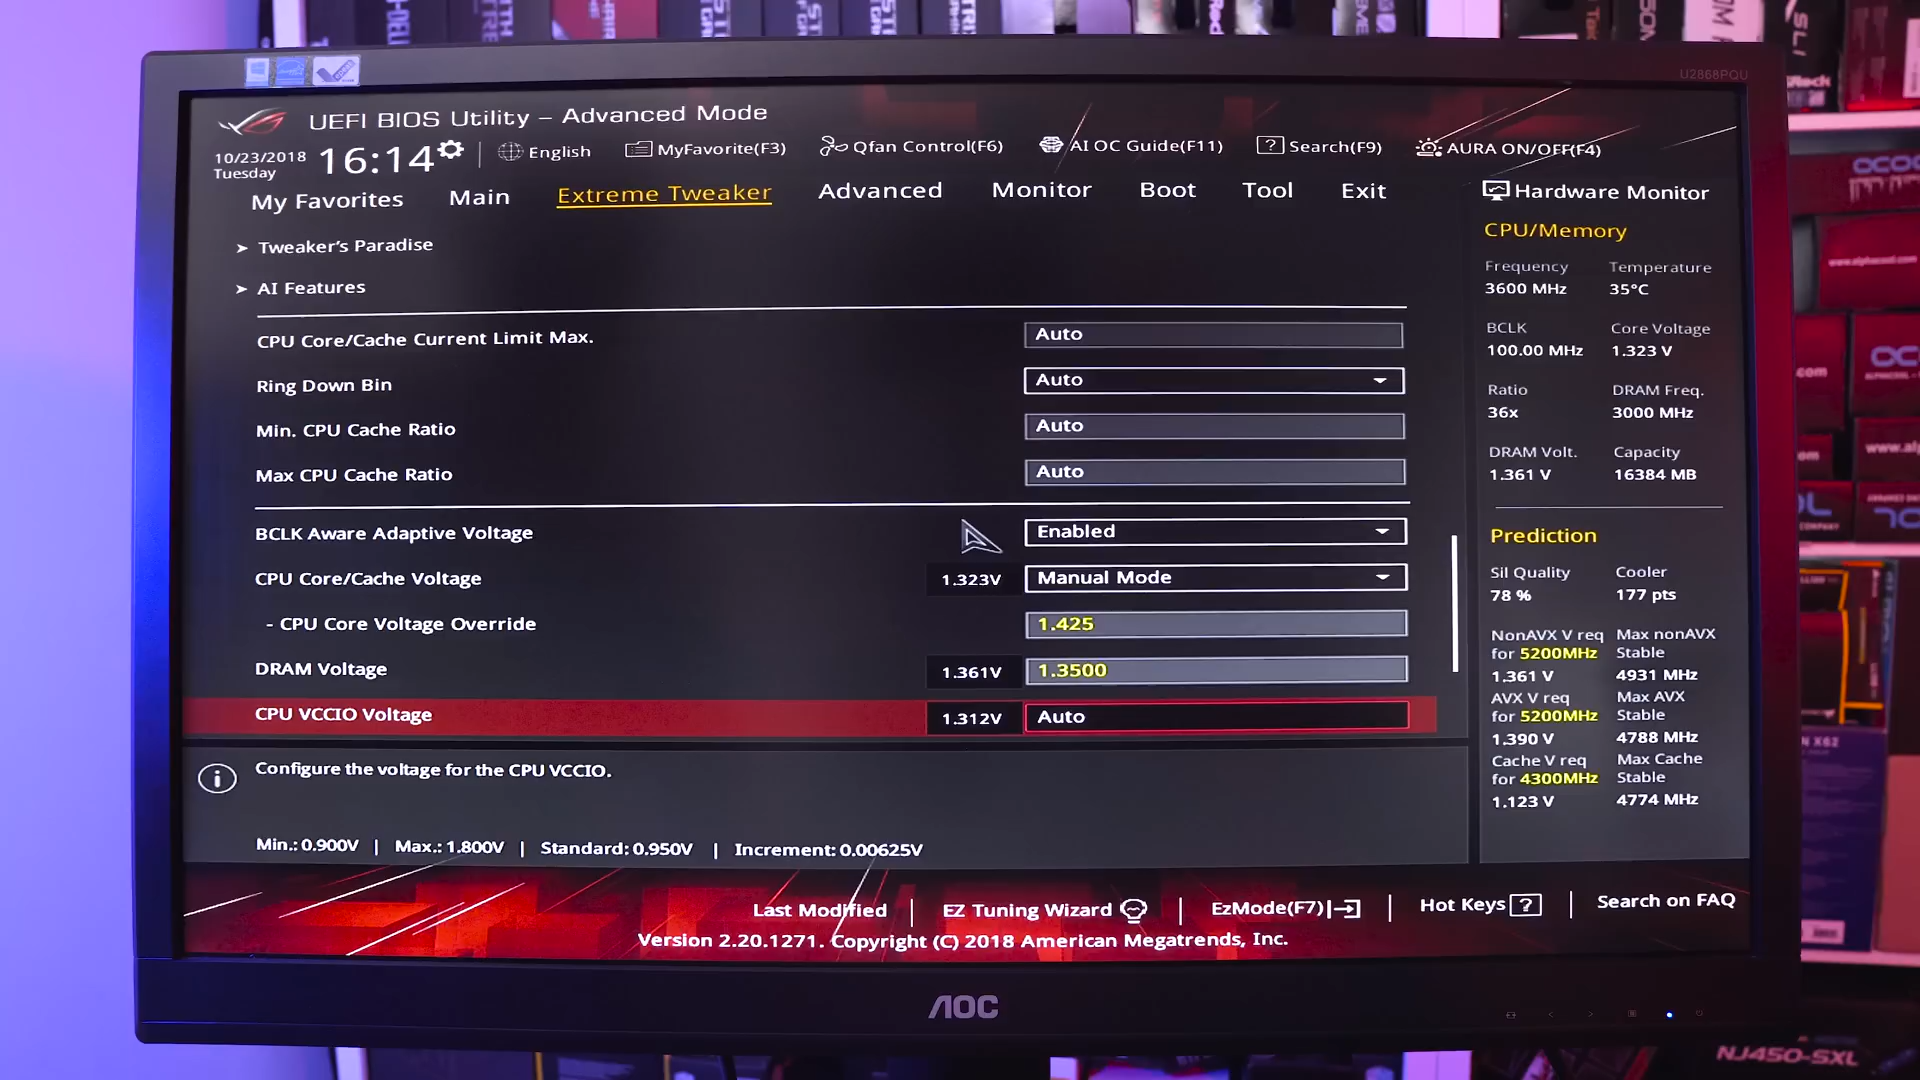 U2868PQU
UEFI BIOS Utility – Advanced Mode
10/23/2018
Tuesday
16:14
English
MyFavorite(F3)
Qfan Control(F6)
AI OC Guide(F11)
Search(F9)
AURA ON/OFF(F4)
My Favorites
Main
Extreme Tweaker
Advanced
Monitor
Boot
Tool
Exit
Tweaker's Paradise
AI Features
CPU Core/Cache Current Limit Max. Auto
Ring Down Bin Auto
Min. CPU Cache Ratio Auto
Max CPU Cache Ratio Auto
BCLK Aware Adaptive Voltage Enabled
CPU Core/Cache Voltage 1.323V Manual Mode
- CPU Core Voltage Override 1.425
DRAM Voltage 1.361V 1.3500
CPU VCCIO Voltage 1.312V Auto
Configure the voltage for the CPU VCCIO.
Min.: 0.900V | Max.: 1.800V | Standard: 0.950V | Increment: 0.00625V
Hardware Monitor
CPU/Memory
Frequency Temperature
3600 MHz 35°C
BCLK Core Voltage
100.00 MHz 1.323 V
Ratio DRAM Freq.
36x 3000 MHz
DRAM Volt. Capacity
1.361 V 16384 MB
Prediction
Sil Quality Cooler
78 % 177 pts
NonAVX V req Max nonAVX
for 5200MHz Stable
1.361 V 4931 MHz
AVX V req Max AVX
for 5200MHz Stable
1.390 V 4788 MHz
Cache V req Max Cache
for 4300MHz Stable
1.123 V 4774 MHz
Last Modified | EZ Tuning Wizard | EzMode(F7) | Hot Keys ? | Search on FAQ
Version 2.20.1271. Copyright (C) 2018 American Megatrends, Inc.
AOC
NJ450-SXL